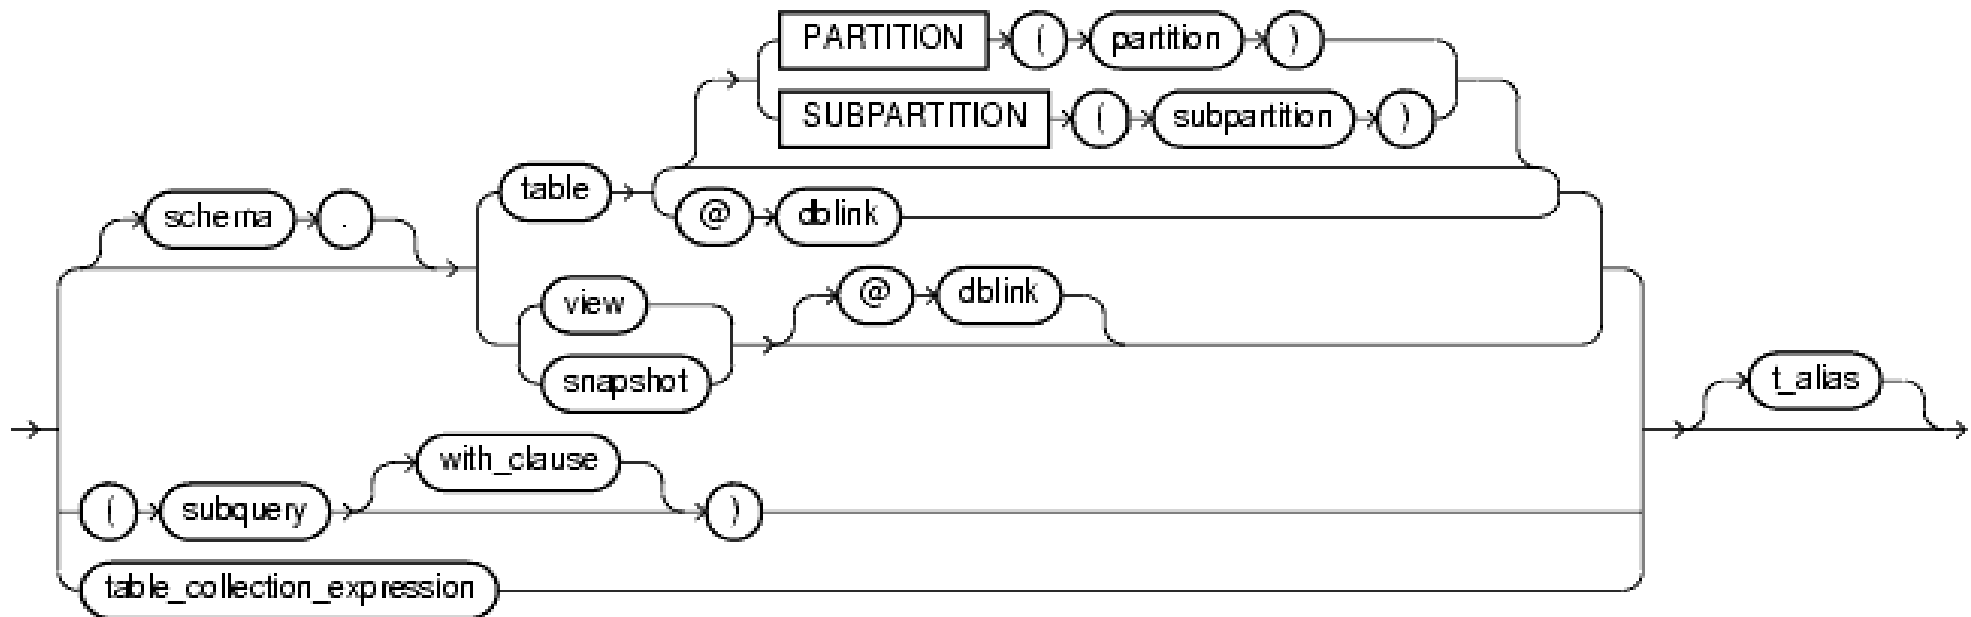 PARTITION ( partition )
SUBPARTITION ( subpartition )
table
schema .
@ dblink
view @ dblink
snapshot
t_alias
with_clause
( subquery )
table_collection_expression